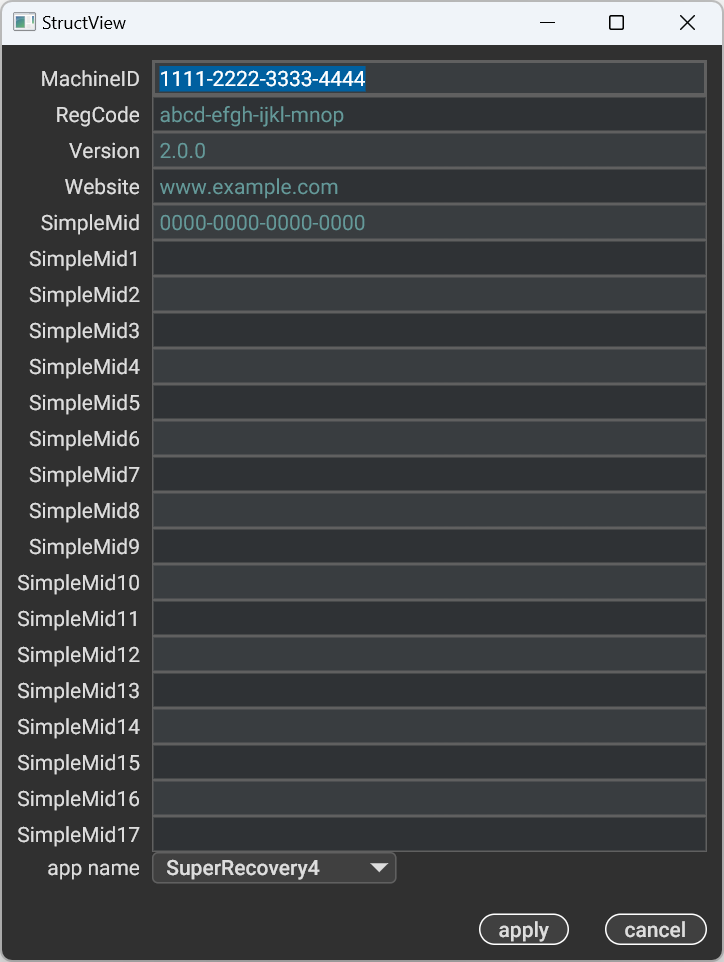 StructView
MachineID 1111-2222-3333-4444
RegCode abcd-efgh-ijkl-mnop
Version 2.0.0
Website www.example.com
SimpleMid 0000-0000-0000-0000
SimpleMid1
SimpleMid2
SimpleMid3
SimpleMid4
SimpleMid5
SimpleMid6
SimpleMid7
SimpleMid8
SimpleMid9
SimpleMid10
SimpleMid11
SimpleMid12
SimpleMid13
SimpleMid14
SimpleMid15
SimpleMid16
SimpleMid17
app name SuperRecovery4
apply cancel